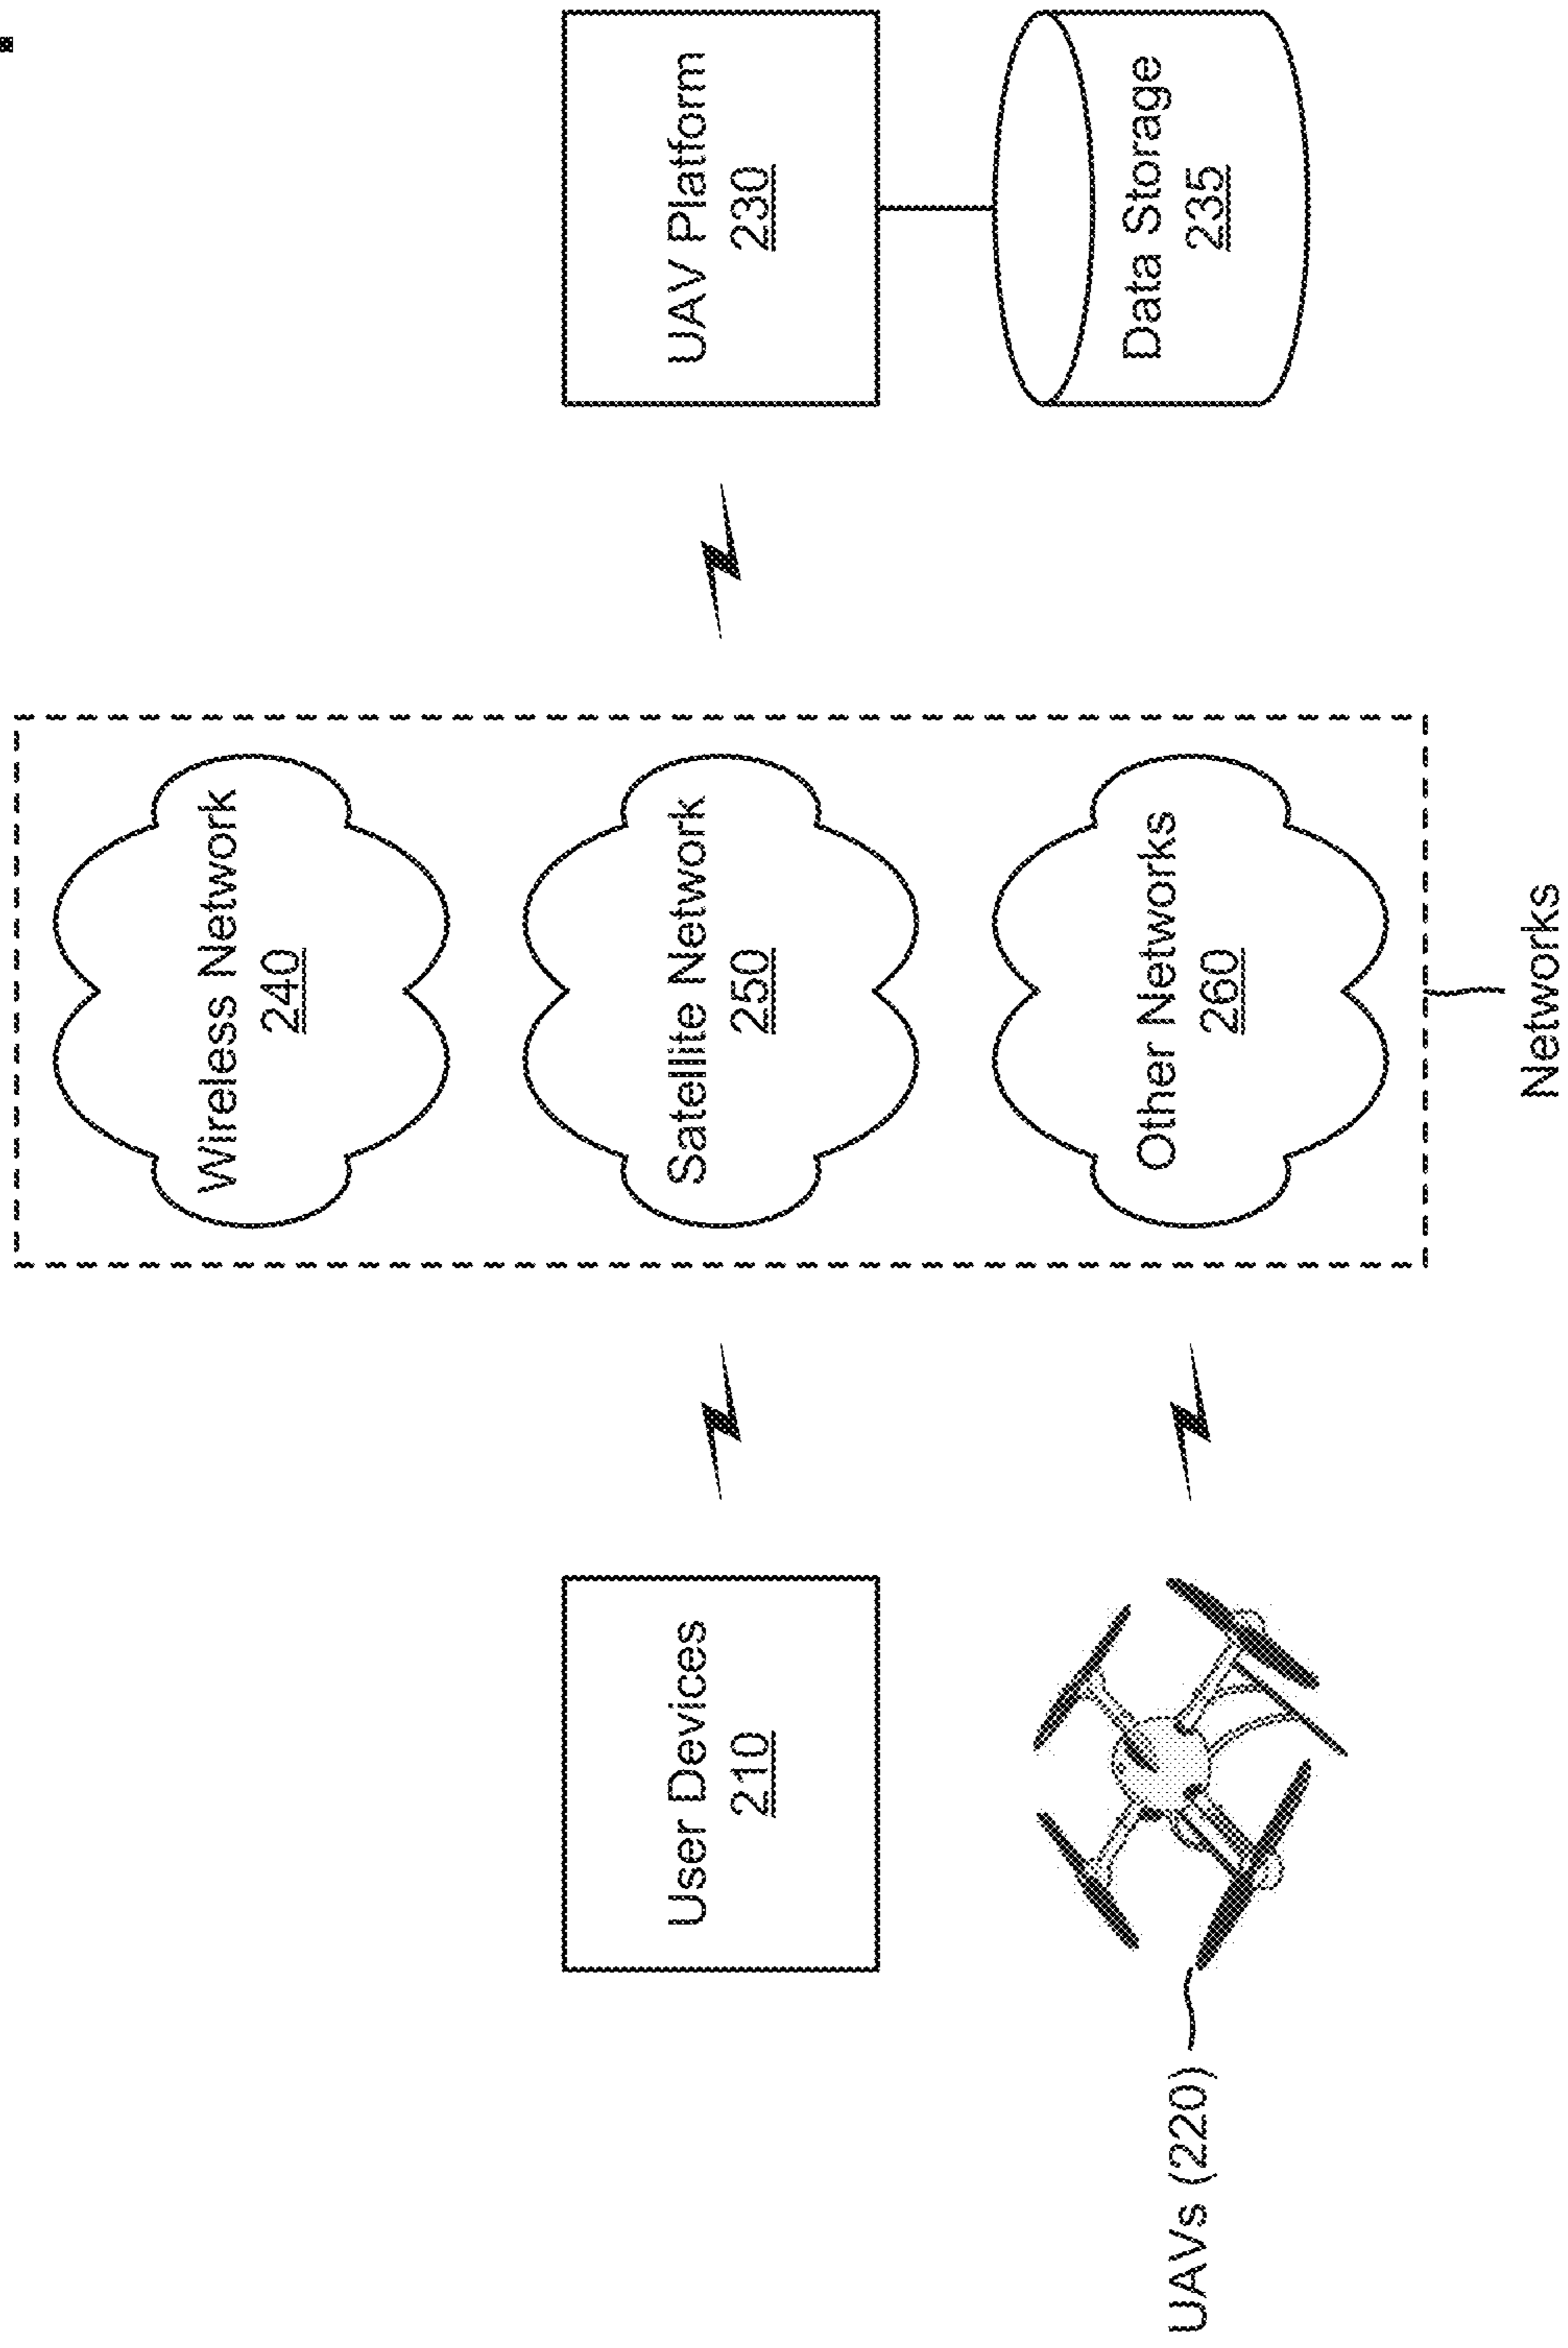 Wireless Network
240
User Devices
210
Satellite Network
250
UAV Platform
230
UAVs (220)
Other Networks
260
Data Storage
235
Networks